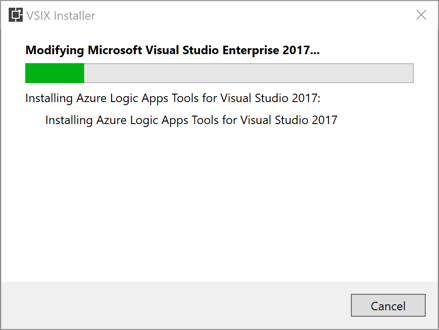 VSIX Installer
Modifying Microsoft Visual Studio Enterprise 2017...
Installing Azure Logic Apps Tools for Visual Studio 2017:
Installing Azure Logic Apps Tools for Visual Studio 2017
Cancel